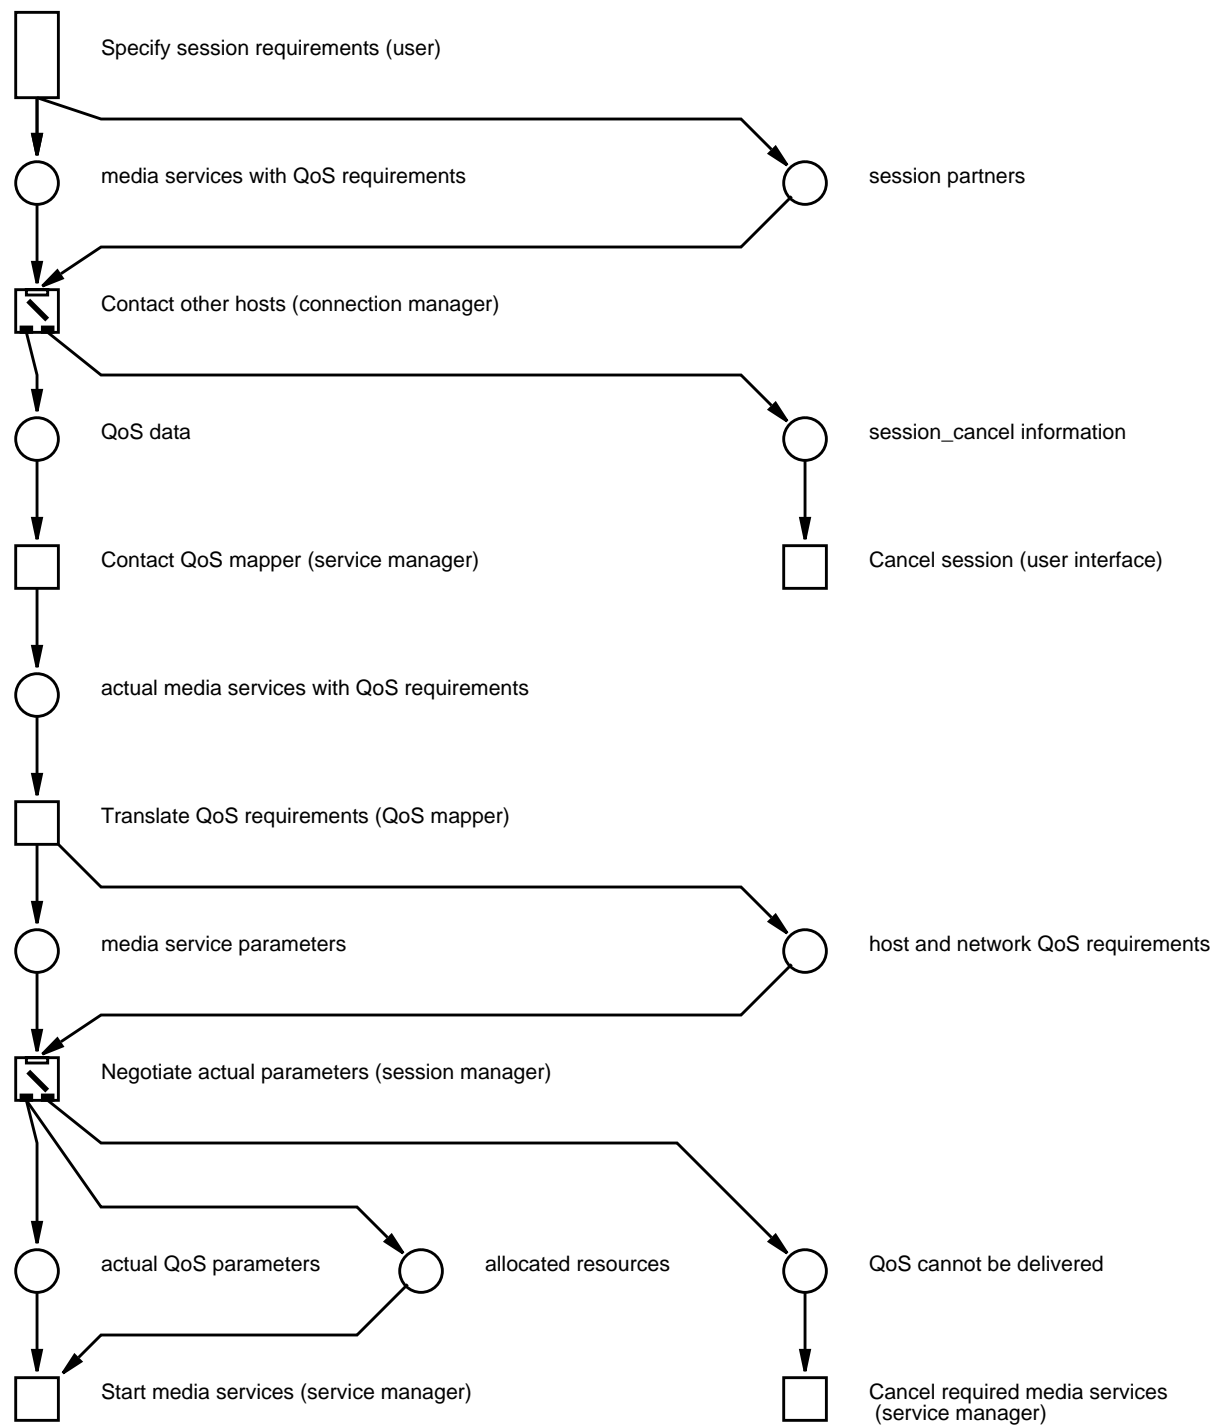 Specify session requirements (user)
media services with QoS requirements
session partners
Contact other hosts (connection manager)
QoS data
session_cancel information
Contact QoS mapper (service manager)
Cancel session (user interface)
actual media services with QoS requirements
Translate QoS requirements (QoS mapper)
media service parameters
host and network QoS requirements
Negotiate actual parameters (session manager)
actual QoS parameters
allocated resources
QoS cannot be delivered
Start media services (service manager)
Cancel required media services
(service manager)